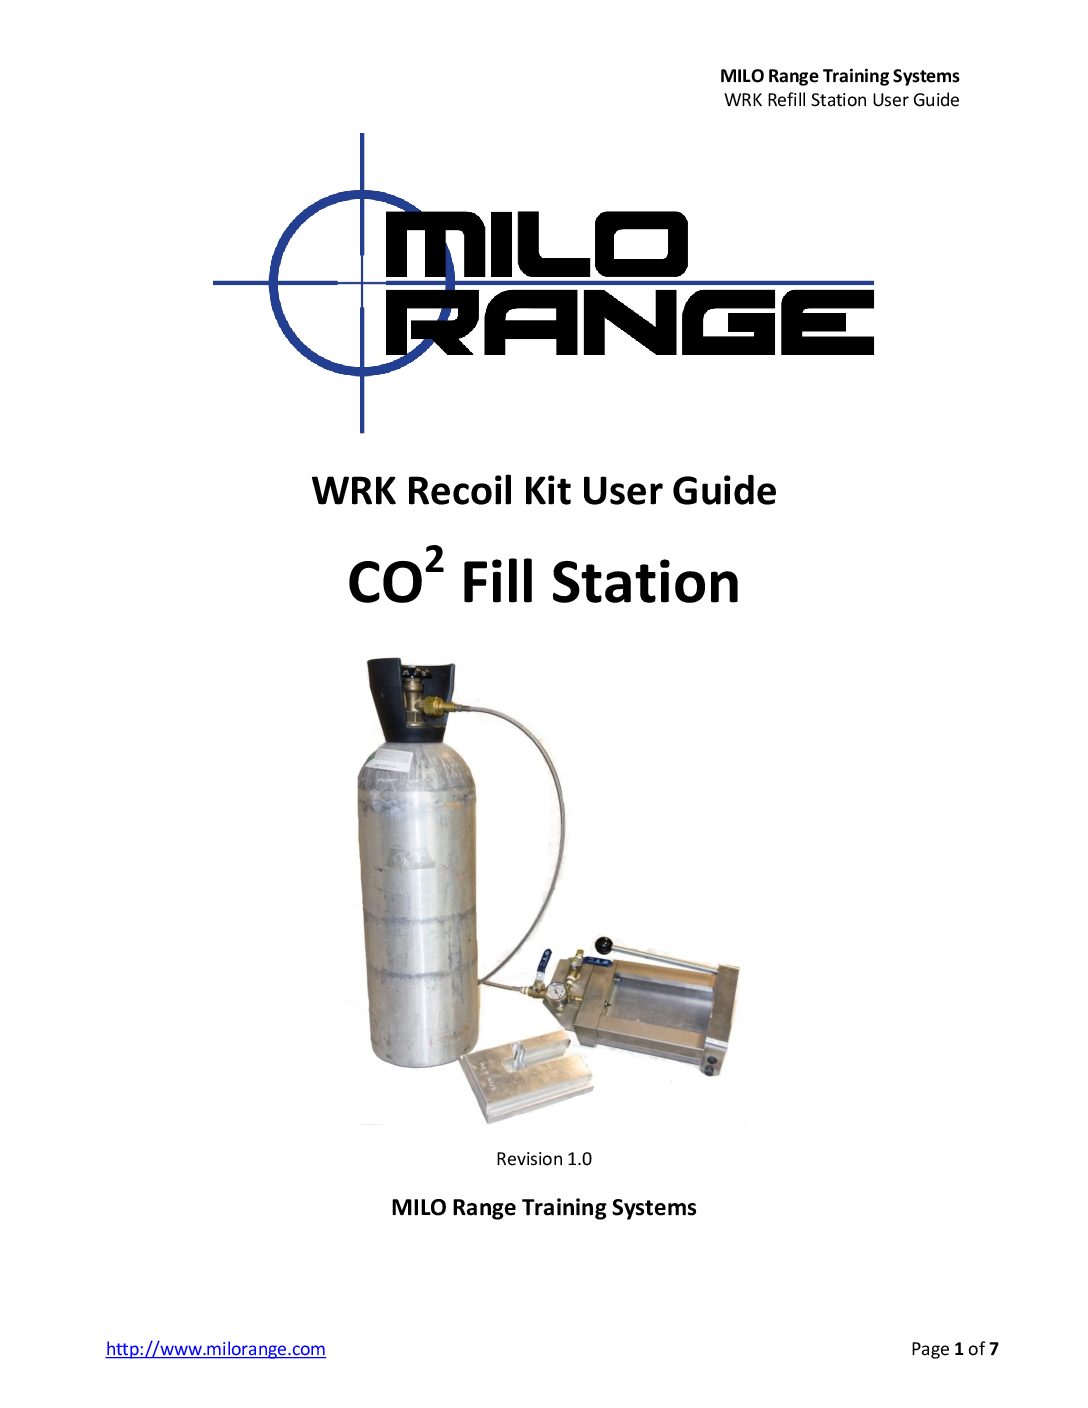 MILO Range Training Systems
WRK Refill Station User Guide
MILO
RANGE
WRK Recoil Kit User Guide
CO² Fill Station
Revision 1.0
MILO Range Training Systems
http://www.milorange.com
Page 1 of 7